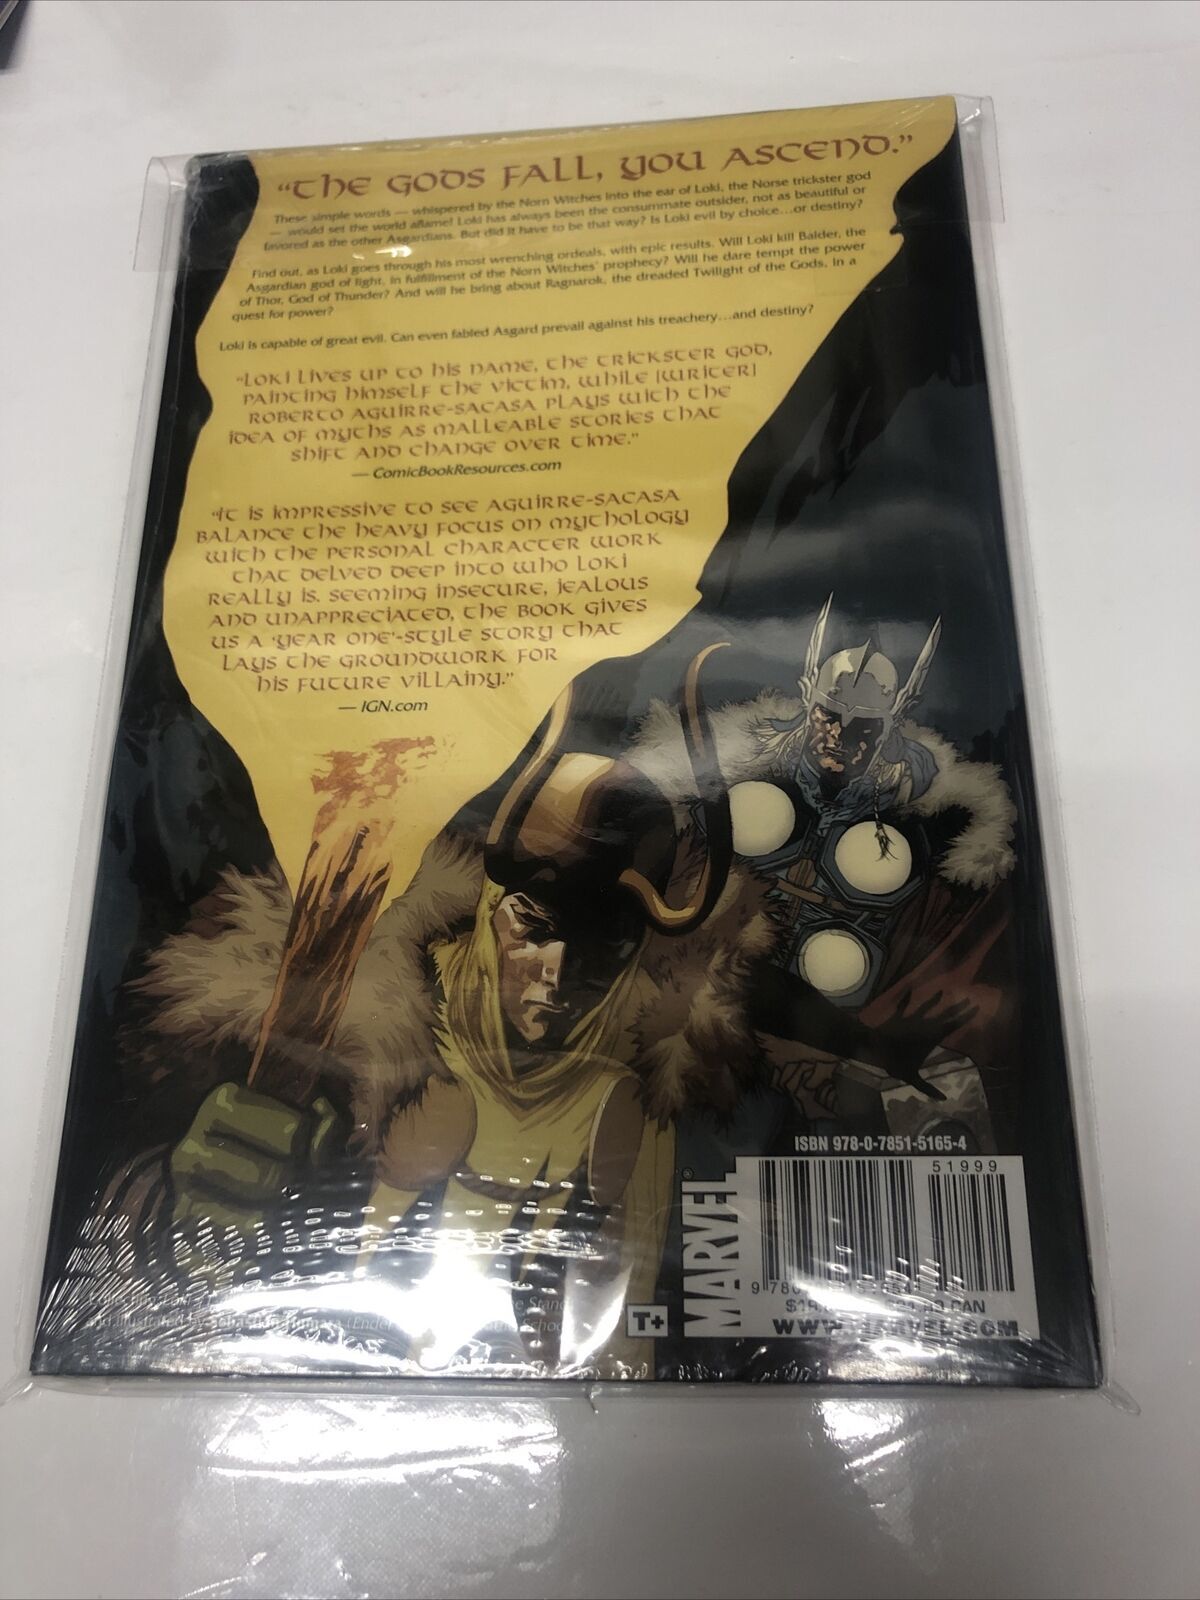 “THE GODS FALL, YOU ASCEND.”
These simple words — whispered by the Norn Witches into the ear of Loki, the Norse trickster god
— would set the world aflame! Loki has always been the consummate outsider, not as beautiful or
favored as the other Asgardians. But did it have to be that way? Is Loki evil by choice...or destiny?
Find out, as Loki goes through his most wrenching ordeals, with epic results. Will Loki kill Balder, the
Asgardian god of light, in fulfillment of the Norn Witches’ prophecy? Will he dare tempt the power
of Thor, God of Thunder? And will he bring about Ragnarok, the dreaded Twilight of the Gods, in a
quest for power?
Loki is capable of great evil. Can even fabled Asgard prevail against his treachery...and destiny?
“LOKI LIVES UP TO HIS NAME, THE TRICKSTER GOD,
PAINTING HIMSELF THE VICTIM, WHILE [WRITER]
ROBERTO AGUIRRE-SACASA PLAYS WITH THE
IDEA OF MYTHS AS MALLEABLE STORIES THAT
SHIFT AND CHANGE OVER TIME.”
— ComicBookResources.com
“IT IS IMPRESSIVE TO SEE AGUIRRE-SACASA
BALANCE THE HEAVY FOCUS ON MYTHOLOGY
WITH THE PERSONAL CHARACTER WORK
THAT DELVED DEEP INTO WHO LOKI
REALLY IS. SEEMING INSECURE, JEALOUS
AND UNAPPRECIATED, THE BOOK GIVES
US A ‘YEAR ONE’-STYLE STORY THAT
LAYS THE GROUNDWORK FOR
HIS FUTURE VILLAINY.”
— IGN.com
ISBN 978-0-7851-5165-4
51999
MARVEL®
CAN
T+
WWW.MARVEL.COM
and illustrated by